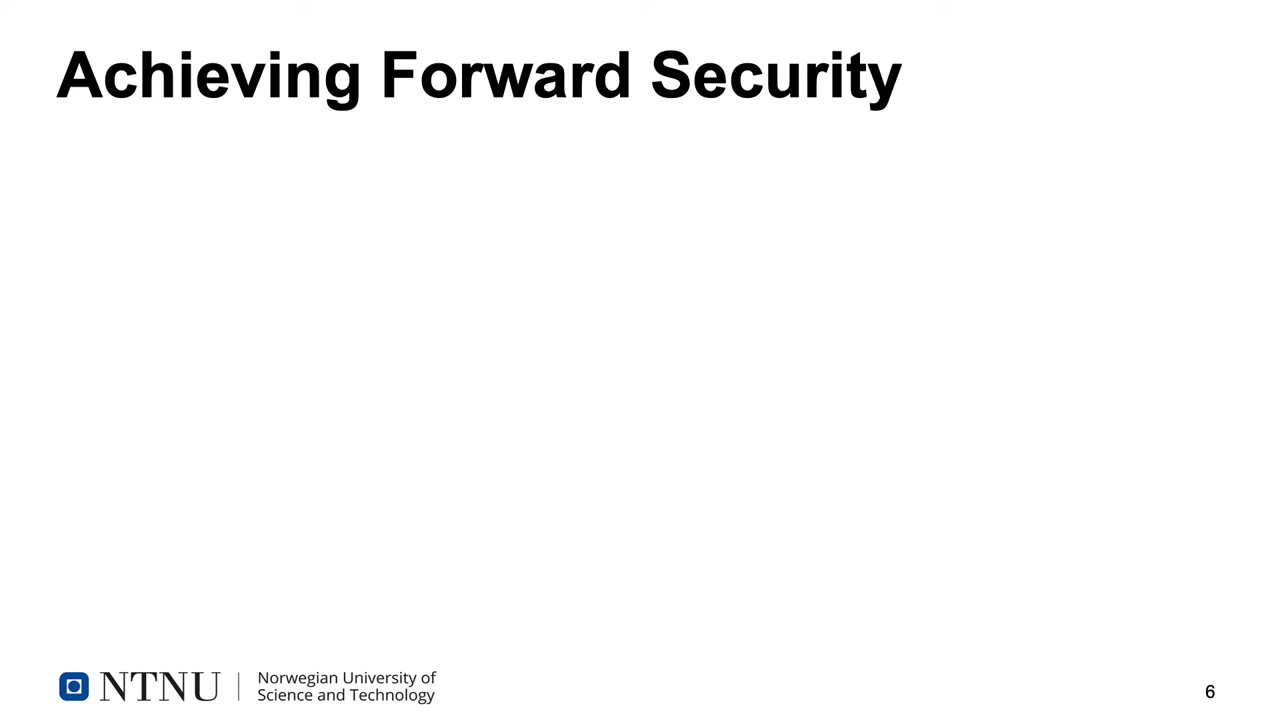 Achieving Forward Security
NTNU
Norwegian University of
Science and Technology
6